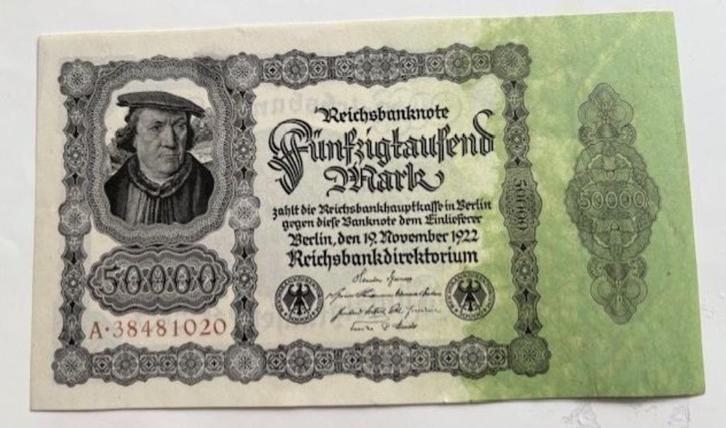 Reichsbanknote
Fünfzigtausend
Mark
zahlt die Reichsbankhauptkasse in Berlin
gegen diese Banknote dem Einlieferer
Berlin, den 19. November 1922
Reichsbankdirektorium
50000
A·38481020
50000
50000